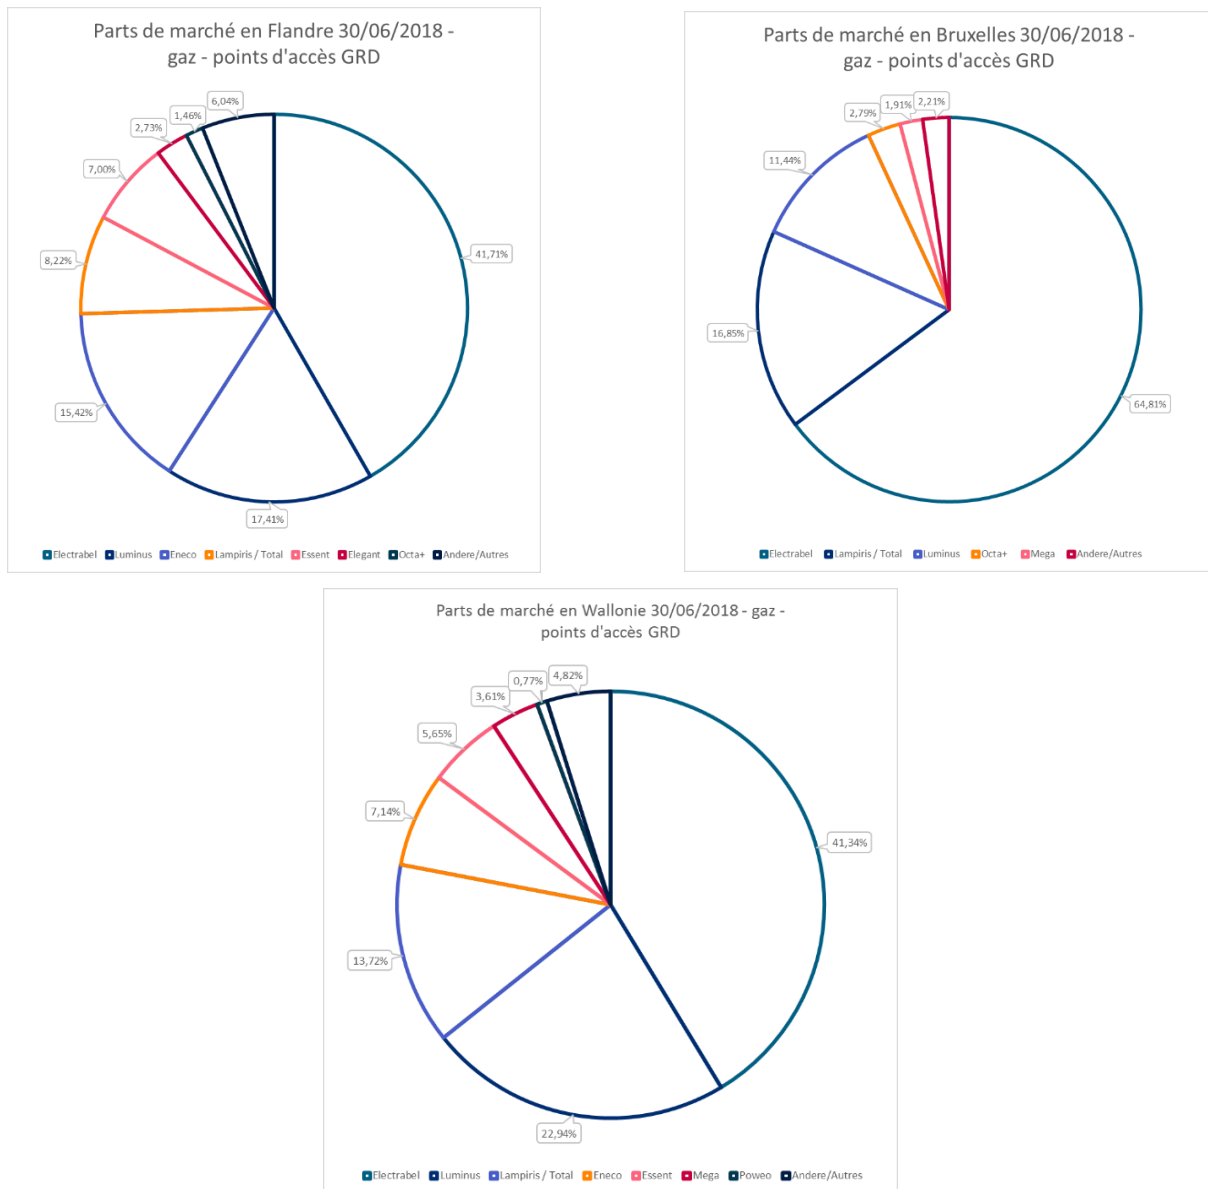 Parts de marché en Flandre 30/06/2018 -
gaz - points d'accès GRD
6,04%
1,46%
2,73%
7,00%
8,22%
41,71%
15,42%
17,41%
Electrabel Luminus Eneco Lampiris / Total Essent Elegant Octa+ Andere/Autres
Parts de marché en Bruxelles 30/06/2018 -
gaz - points d'accès GRD
2,21%
1,91%
2,79%
11,44%
16,85%
64,81%
Electrabel Lampiris / Total Luminus Octa+ Mega Andere/Autres
Parts de marché en Wallonie 30/06/2018 - gaz -
points d'accès GRD
4,82%
0,77%
3,61%
5,65%
7,14%
41,34%
13,72%
22,94%
Electrabel Luminus Lampiris / Total Eneco Essent Mega Poweo Andere/Autres